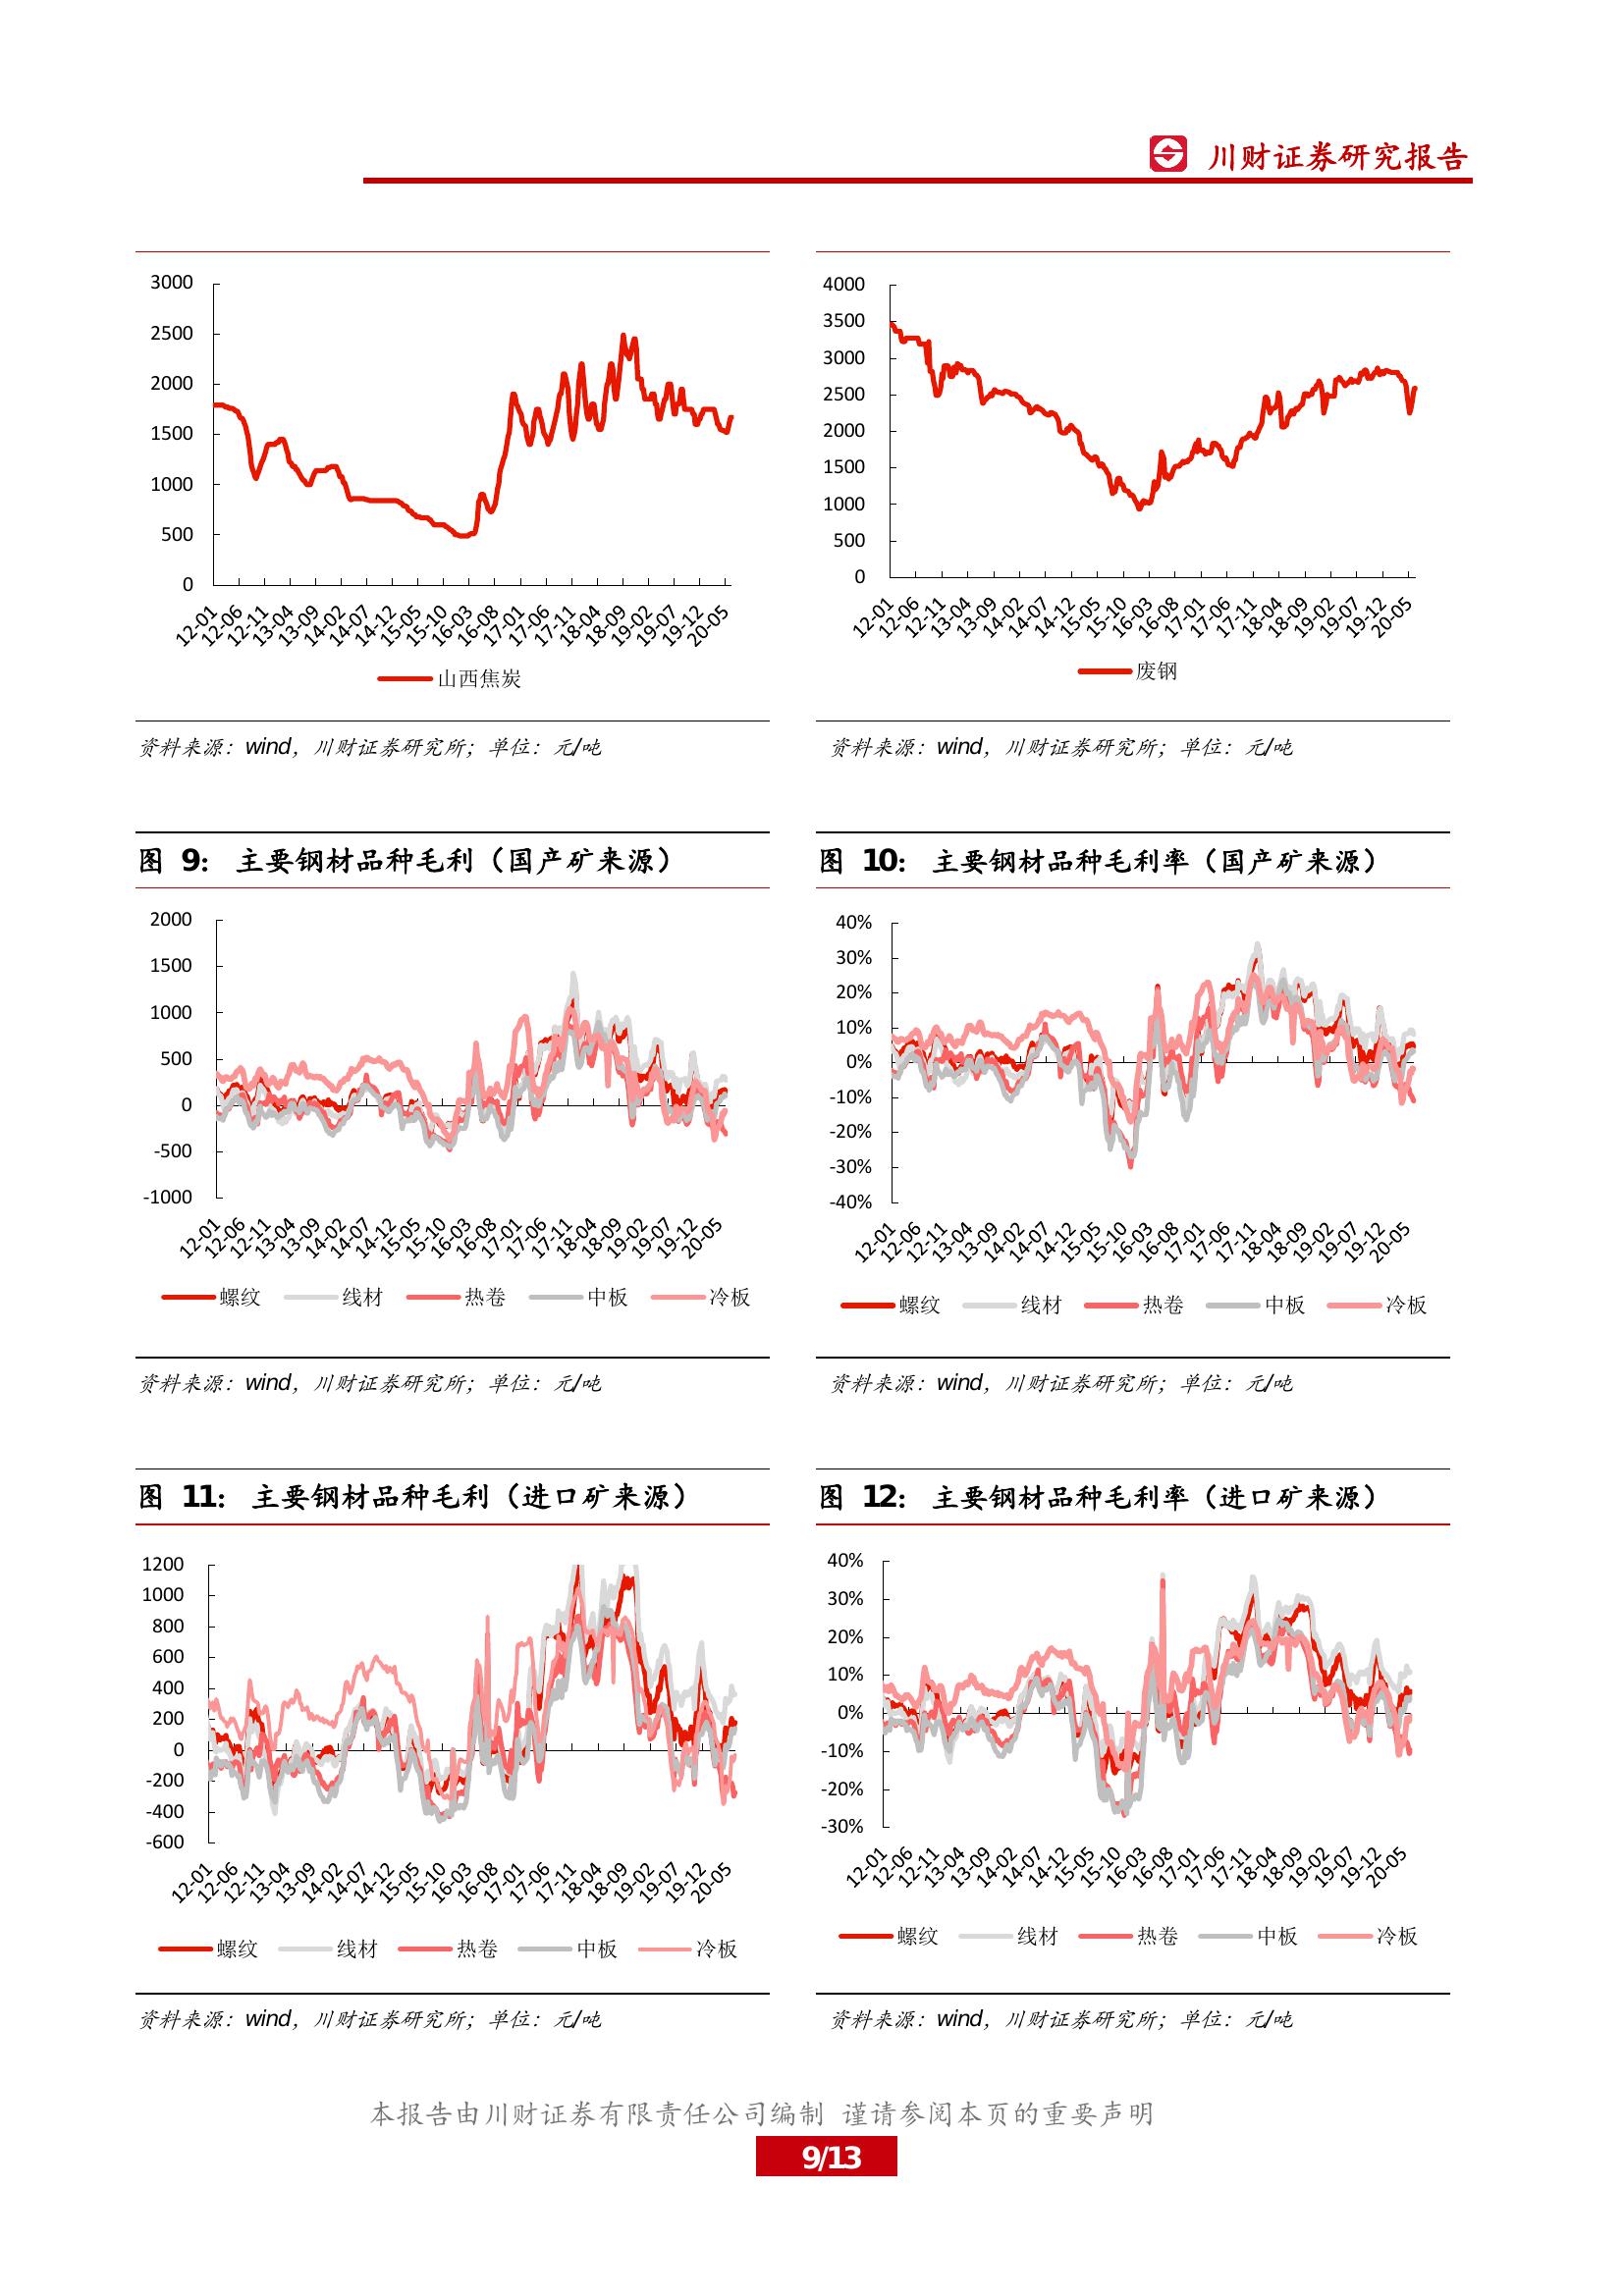 川财证券研究报告
3000
2500
2000
1500
1000
500
0
12-01 12-06 12-11 13-04 13-09 14-02 14-07 14-12 15-05 15-10 16-03 16-08 17-01 17-06 17-11 18-04 18-09 19-02 19-07 19-12 20-05
山西焦炭
资料来源：wind，川财证券研究所；单位：元/吨
4000
3500
3000
2500
2000
1500
1000
500
0
12-01 12-06 12-11 13-04 13-09 14-02 14-07 14-12 15-05 15-10 16-03 16-08 17-01 17-06 17-11 18-04 18-09 19-02 19-07 19-12 20-05
废钢
资料来源：wind，川财证券研究所；单位：元/吨
图 9： 主要钢材品种毛利（国产矿来源）
2000
1500
1000
500
0
-500
-1000
12-01 12-06 12-11 13-04 13-09 14-02 14-07 14-12 15-05 15-10 16-03 16-08 17-01 17-06 17-11 18-04 18-09 19-02 19-07 19-12 20-05
螺纹 线材 热卷 中板 冷板
资料来源：wind，川财证券研究所；单位：元/吨
图 10： 主要钢材品种毛利率（国产矿来源）
40%
30%
20%
10%
0%
-10%
-20%
-30%
-40%
12-01 12-06 12-11 13-04 13-09 14-02 14-07 14-12 15-05 15-10 16-03 16-08 17-01 17-06 17-11 18-04 18-09 19-02 19-07 19-12 20-05
螺纹 线材 热卷 中板 冷板
资料来源：wind，川财证券研究所；单位：元/吨
图 11： 主要钢材品种毛利（进口矿来源）
1200
1000
800
600
400
200
0
-200
-400
-600
12-01 12-06 12-11 13-04 13-09 14-02 14-07 14-12 15-05 15-10 16-03 16-08 17-01 17-06 17-11 18-04 18-09 19-02 19-07 19-12 20-05
螺纹 线材 热卷 中板 冷板
资料来源：wind，川财证券研究所；单位：元/吨
图 12： 主要钢材品种毛利率（进口矿来源）
40%
30%
20%
10%
0%
-10%
-20%
-30%
12-01 12-06 12-11 13-04 13-09 14-02 14-07 14-12 15-05 15-10 16-03 16-08 17-01 17-06 17-11 18-04 18-09 19-02 19-07 19-12 20-05
螺纹 线材 热卷 中板 冷板
资料来源：wind，川财证券研究所；单位：元/吨
本报告由川财证券有限责任公司编制 谨请参阅本页的重要声明
9/13